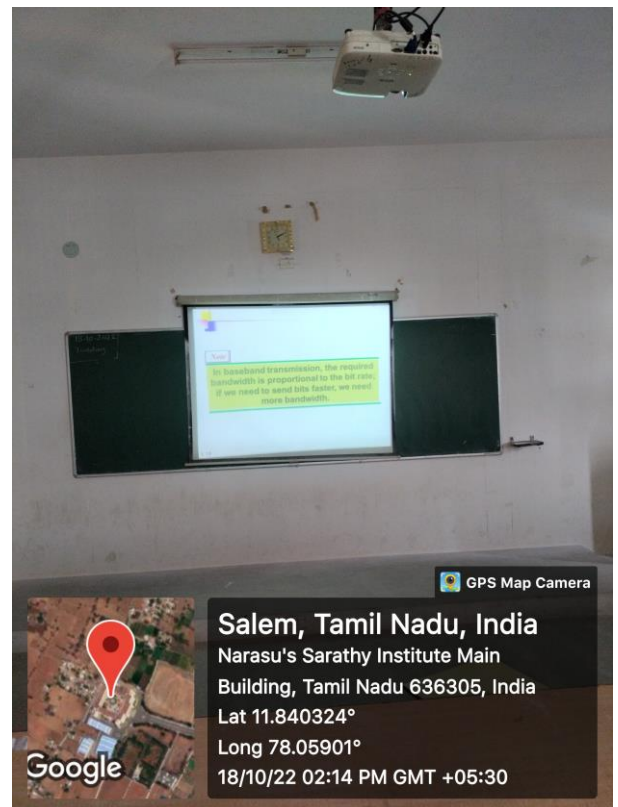 Note
In baseband transmission, the required
bandwidth is proportional to the bit rate;
if we need to send bits faster, we need
more bandwidth.
GPS Map Camera
Salem, Tamil Nadu, India
Narasu's Sarathy Institute Main
Building, Tamil Nadu 636305, India
Lat 11.840324°
Long 78.05901°
18/10/22 02:14 PM GMT +05:30
Google